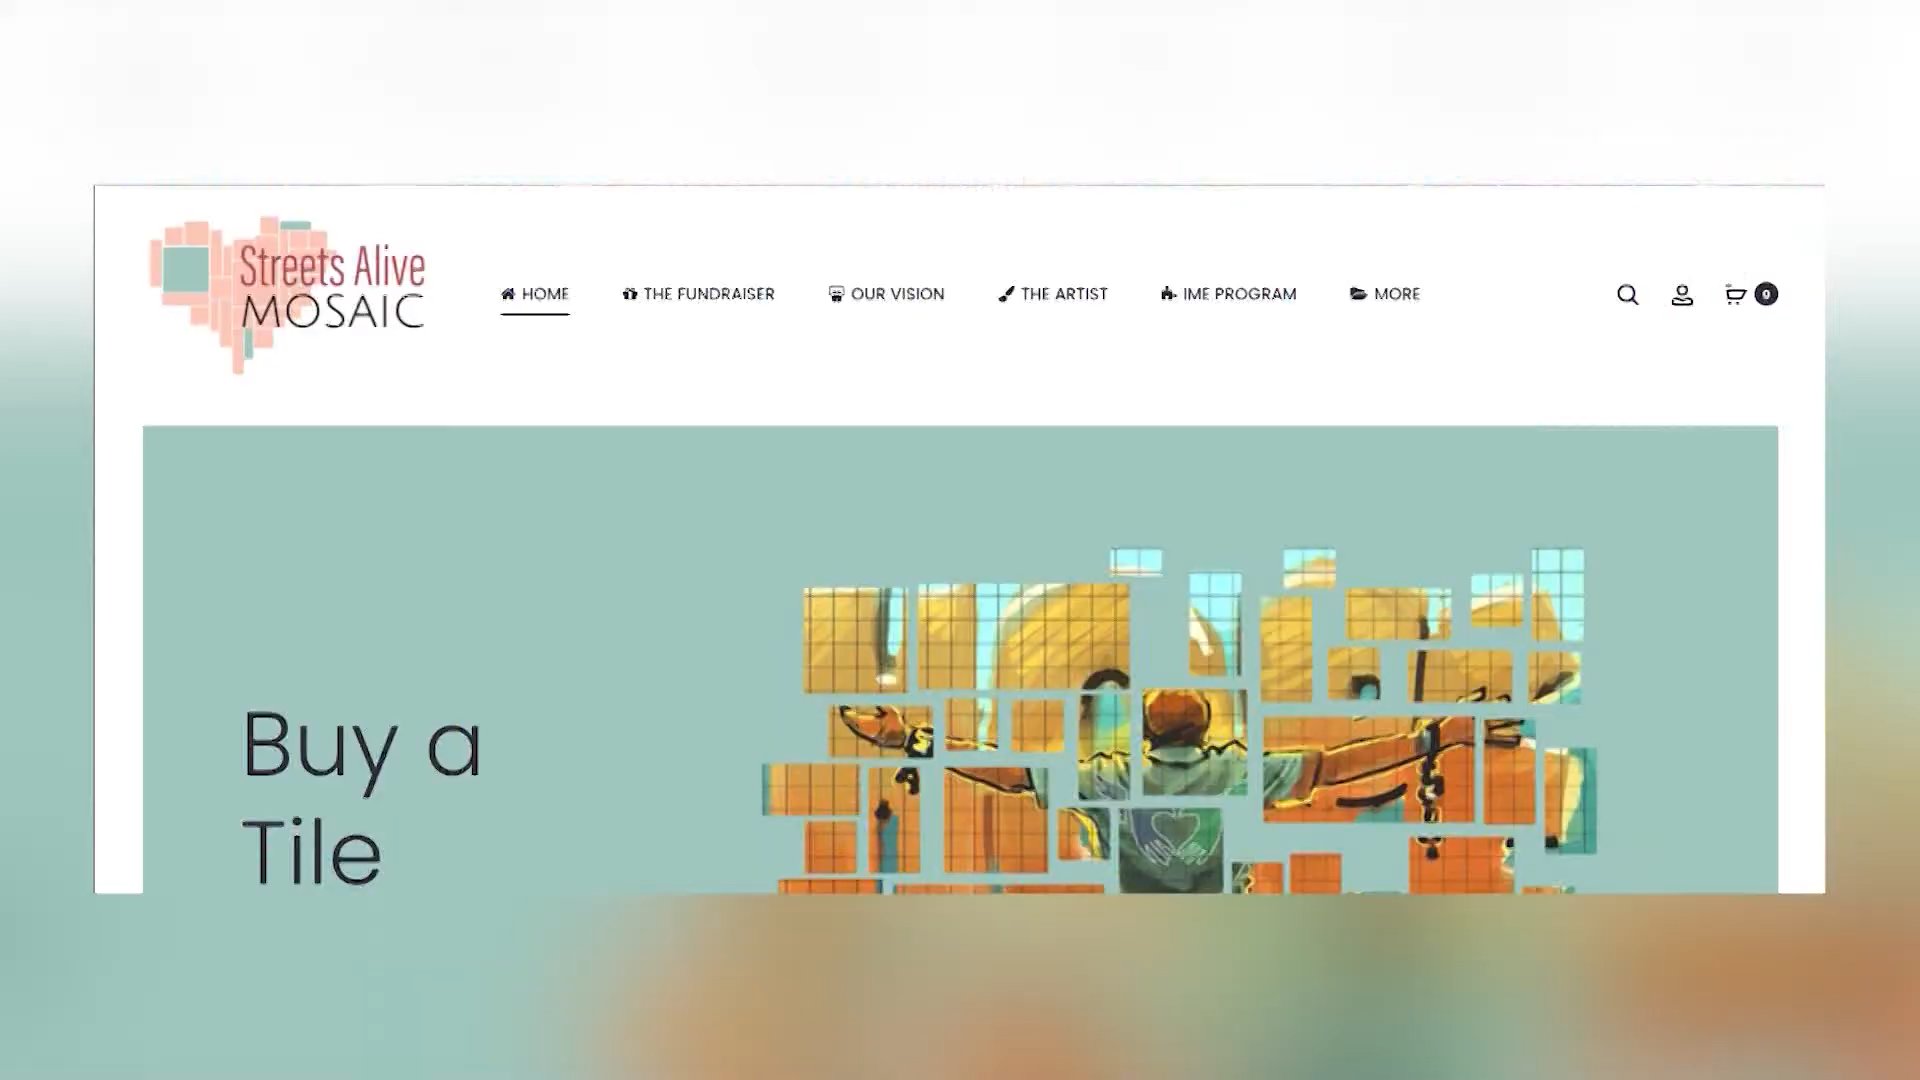 Streets Alive
MOSAIC
HOME
THE FUNDRAISER
OUR VISION
THE ARTIST
IME PROGRAM
MORE
0
Buy a
Tile